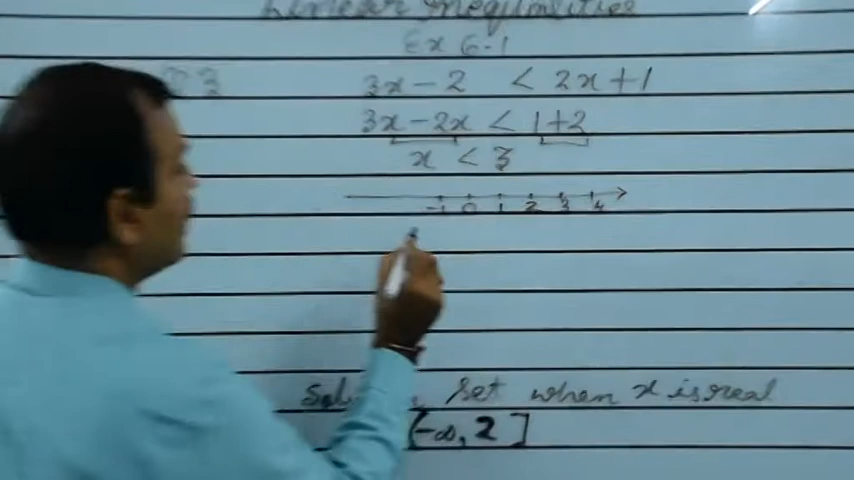 Linear Inequalities
Ex 6.1
3x - 2 < 2x + 1
3x - 2x < 1 + 2
x < 3
-1 0 1 2 3 4
Set when x is real
(-∞, 2]